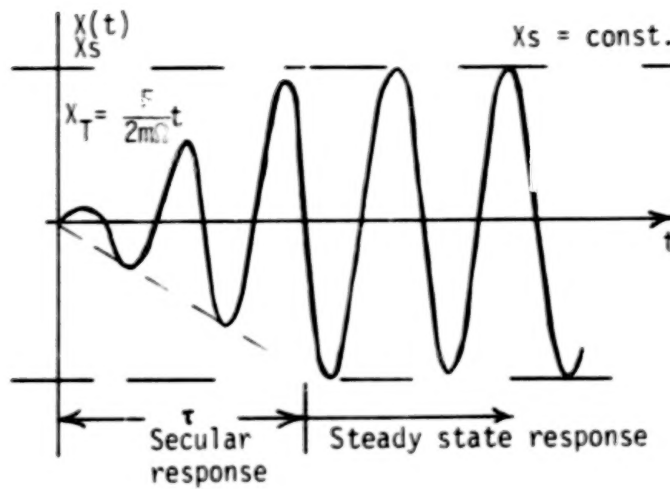 X(t)
Xs
Xs = const.
X_T = F/2mΩ t
t
τ
Secular
response
Steady state response